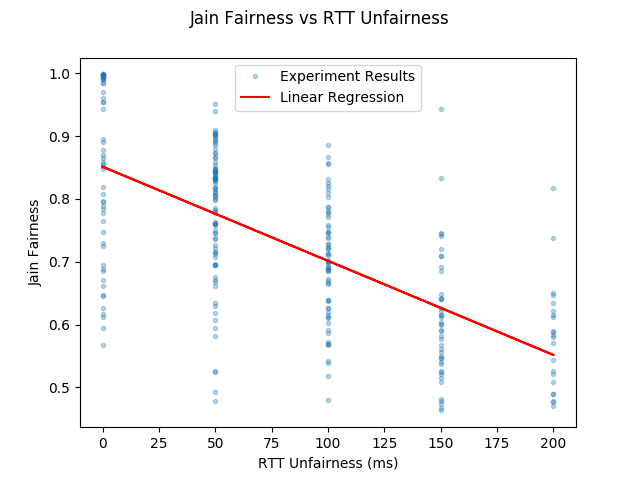 Jain Fairness vs RTT Unfairness
Experiment Results
Linear Regression
1.0
0.9
0.8
0.7
0.6
0.5
Jain Fairness
0 25 50 75 100 125 150 175 200
RTT Unfairness (ms)